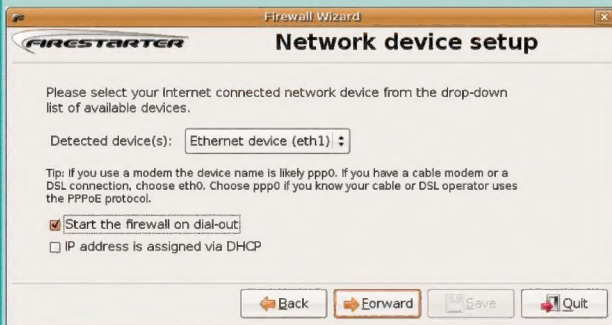 Firewall Wizard
FIRESTARTER
Network device setup
Please select your Internet connected network device from the drop-down
list of available devices.
Detected device(s): Ethernet device (eth1)
Tip: If you use a modem the device name is likely ppp0. If you have a cable modem or a
DSL connection, choose eth0. Choose ppp0 if you know your cable or DSL operator uses
the PPPoE protocol.
Start the firewall on dial-out
IP address is assigned via DHCP
Back Forward Save Quit